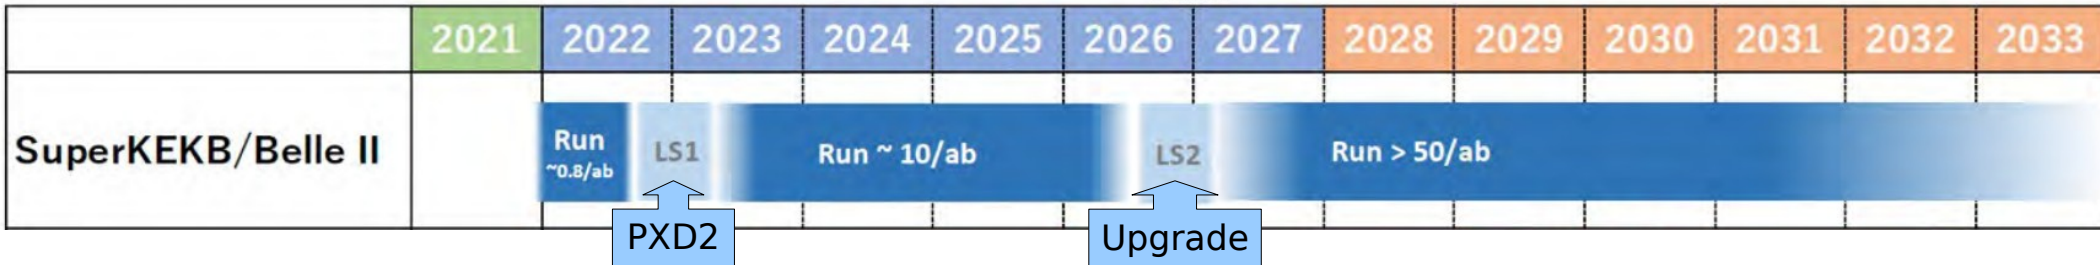 2021 2022 2023 2024 2025 2026 2027 2028 2029 2030 2031 2032 2033
SuperKEKB/Belle II
Run
~0.8/ab
LS1
Run ~ 10/ab
LS2
Run > 50/ab
PXD2
Upgrade